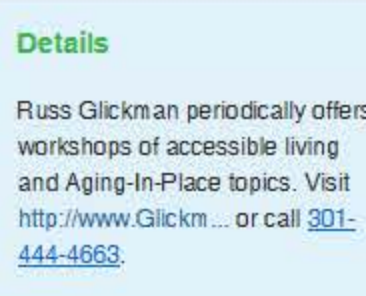 Details
Russ Glickman periodically offers
workshops of accessible living
and Aging-In-Place topics. Visit
http://www.Glickm... or call 301-
444-4663.